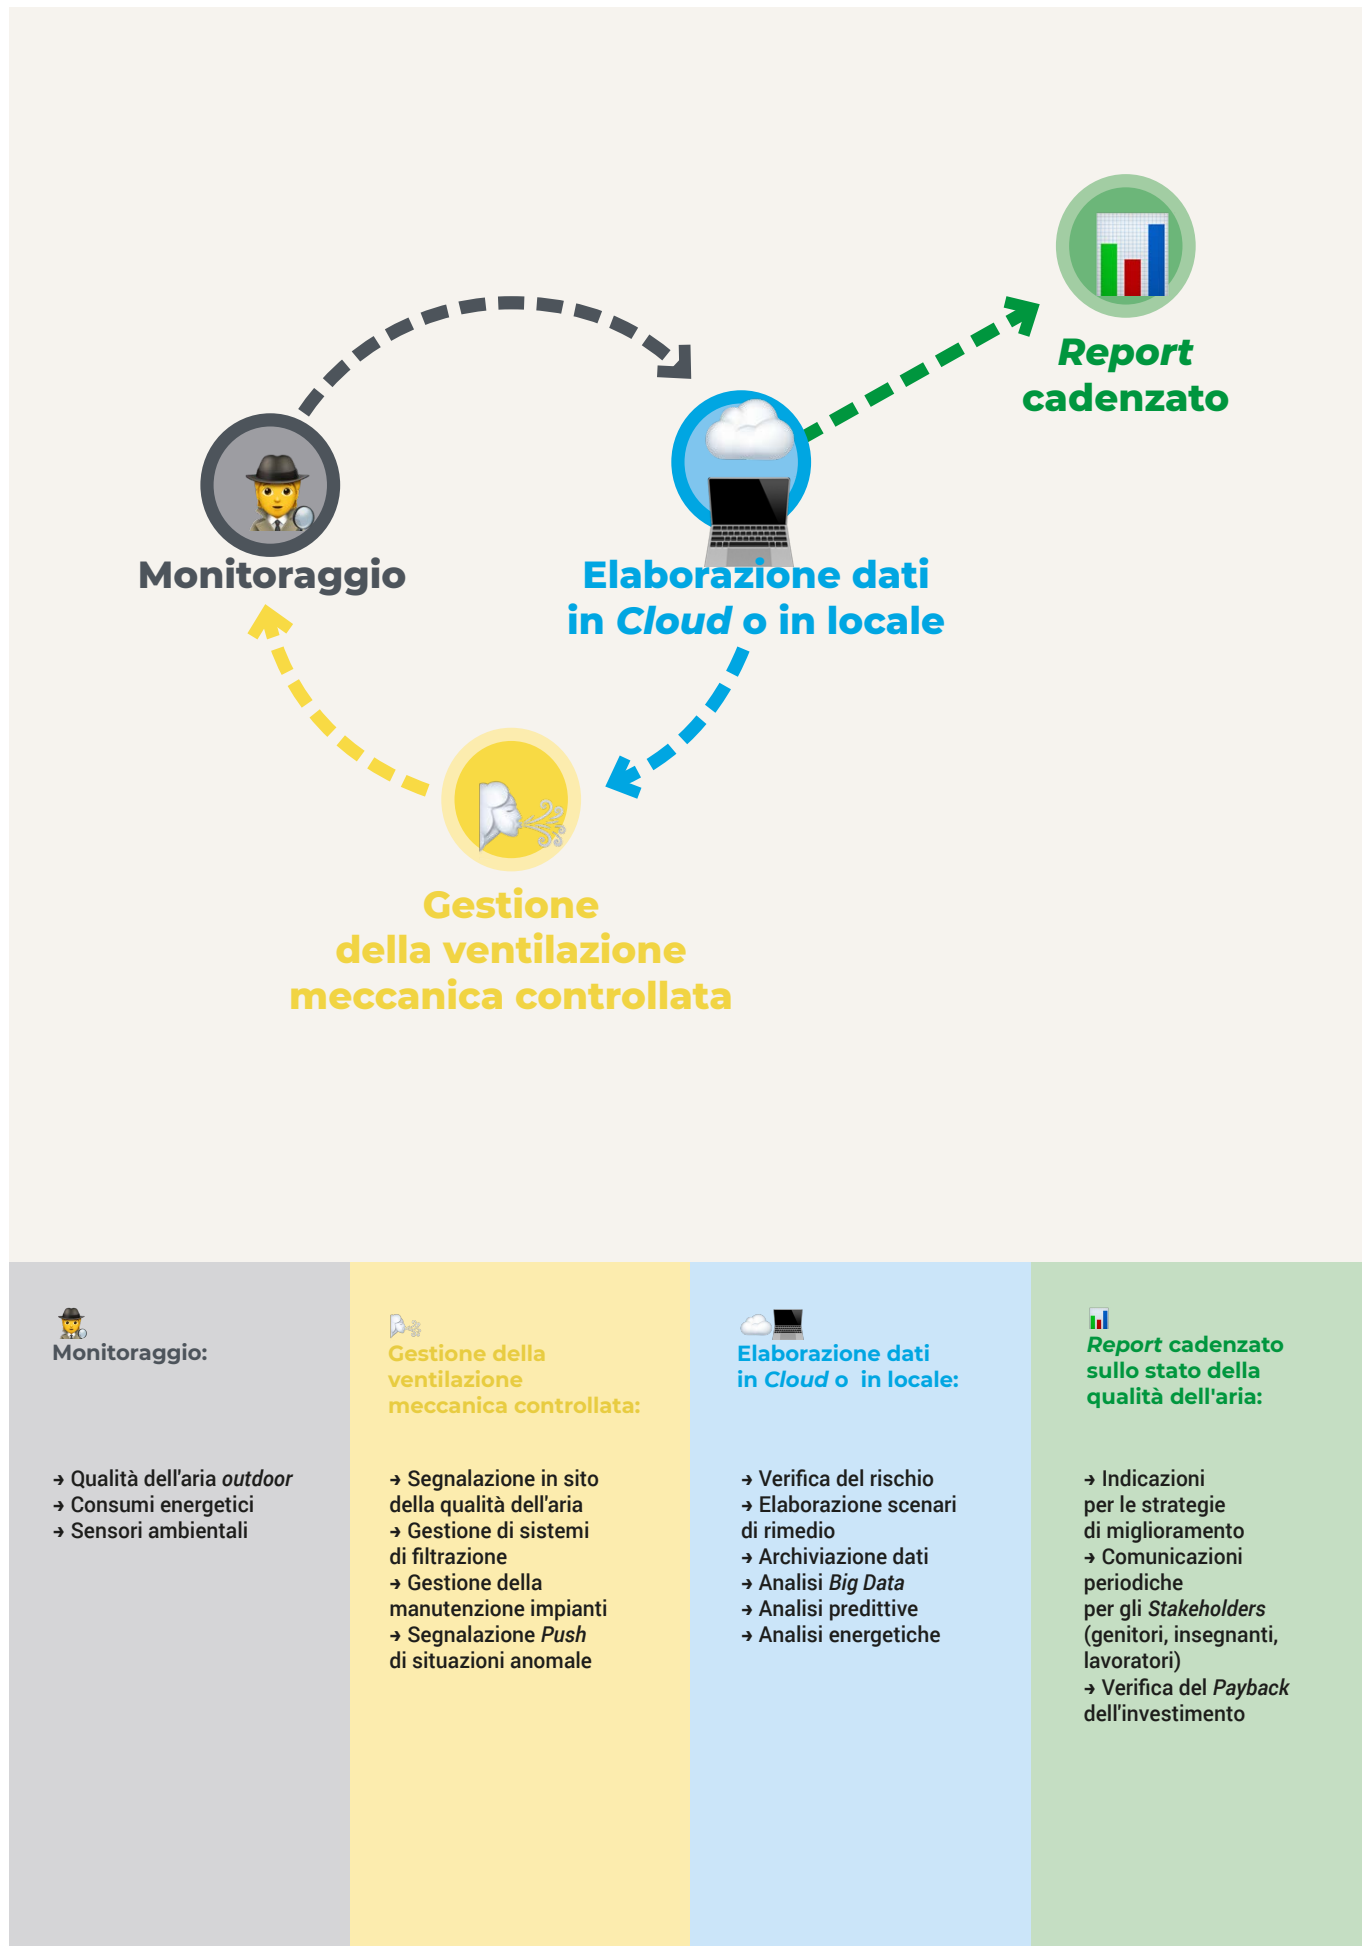 Report
cadenzato
Monitoraggio
Elaborazione dati
in Cloud o in locale
Gestione
della ventilazione
meccanica controllata
Monitoraggio:
→ Qualità dell'aria outdoor
→ Consumi energetici
→ Sensori ambientali
Gestione della
ventilazione
meccanica controllata:
→ Segnalazione in sito
della qualità dell'aria
→ Gestione di sistemi
di filtrazione
→ Gestione della
manutenzione impianti
→ Segnalazione Push
di situazioni anomale
Elaborazione dati
in Cloud o in locale:
→ Verifica del rischio
→ Elaborazione scenari
di rimedio
→ Archiviazione dati
→ Analisi Big Data
→ Analisi predittive
→ Analisi energetiche
Report cadenzato
sullo stato della
qualità dell'aria:
→ Indicazioni
per le strategie
di miglioramento
→ Comunicazioni
periodiche
per gli Stakeholders
(genitori, insegnanti,
lavoratori)
→ Verifica del Payback
dell'investimento